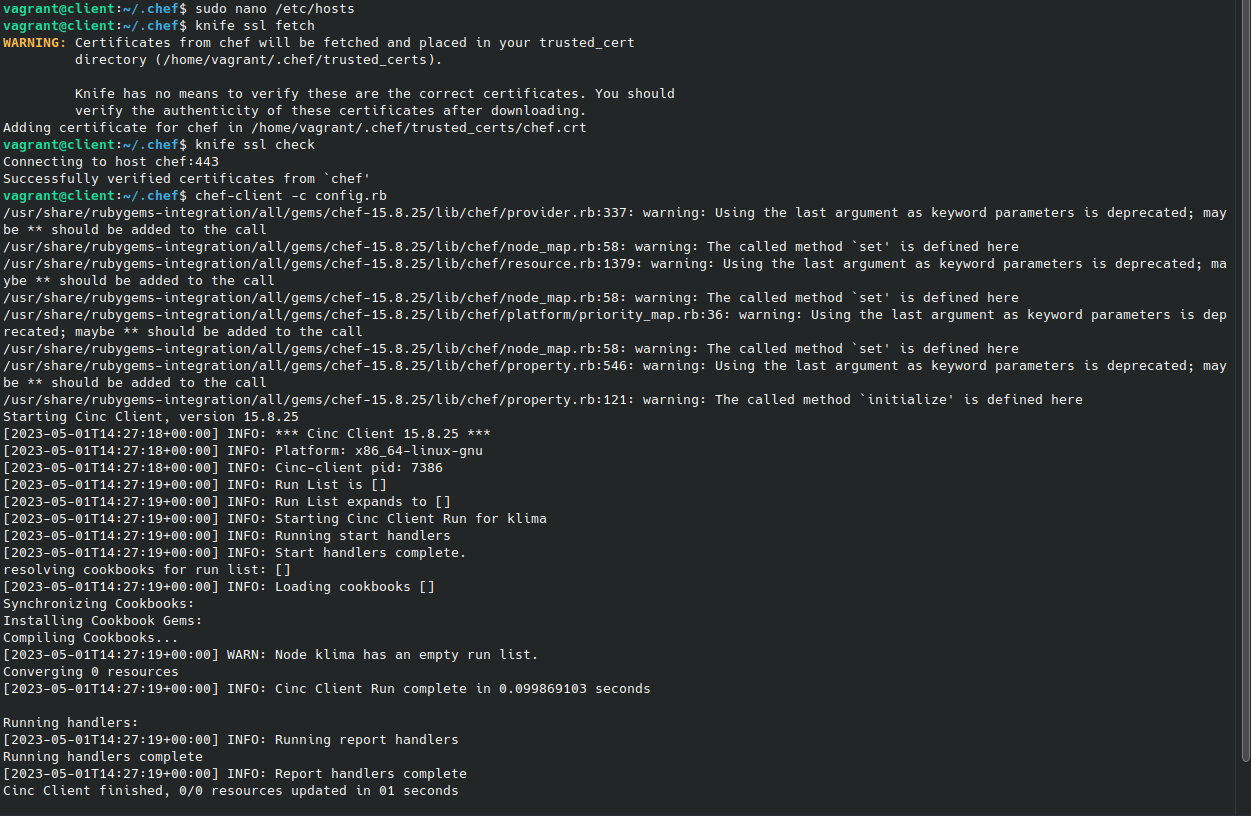 vagrant@client:~/.chef$ sudo nano /etc/hosts
vagrant@client:~/.chef$ knife ssl fetch
WARNING: Certificates from chef will be fetched and placed in your trusted_cert
         directory (/home/vagrant/.chef/trusted_certs).

         Knife has no means to verify these are the correct certificates. You should
         verify the authenticity of these certificates after downloading.
Adding certificate for chef in /home/vagrant/.chef/trusted_certs/chef.crt
vagrant@client:~/.chef$ knife ssl check
Connecting to host chef:443
Successfully verified certificates from `chef'
vagrant@client:~/.chef$ chef-client -c config.rb
/usr/share/rubygems-integration/all/gems/chef-15.8.25/lib/chef/provider.rb:337: warning: Using the last argument as keyword parameters is deprecated; may
be ** should be added to the call
/usr/share/rubygems-integration/all/gems/chef-15.8.25/lib/chef/node_map.rb:58: warning: The called method `set' is defined here
/usr/share/rubygems-integration/all/gems/chef-15.8.25/lib/chef/resource.rb:1379: warning: Using the last argument as keyword parameters is deprecated; ma
ybe ** should be added to the call
/usr/share/rubygems-integration/all/gems/chef-15.8.25/lib/chef/node_map.rb:58: warning: The called method `set' is defined here
/usr/share/rubygems-integration/all/gems/chef-15.8.25/lib/chef/platform/priority_map.rb:36: warning: Using the last argument as keyword parameters is dep
recated; maybe ** should be added to the call
/usr/share/rubygems-integration/all/gems/chef-15.8.25/lib/chef/node_map.rb:58: warning: The called method `set' is defined here
/usr/share/rubygems-integration/all/gems/chef-15.8.25/lib/chef/property.rb:546: warning: Using the last argument as keyword parameters is deprecated; may
be ** should be added to the call
/usr/share/rubygems-integration/all/gems/chef-15.8.25/lib/chef/property.rb:121: warning: The called method `initialize' is defined here
Starting Cinc Client, version 15.8.25
[2023-05-01T14:27:18+00:00] INFO: *** Cinc Client 15.8.25 ***
[2023-05-01T14:27:18+00:00] INFO: Platform: x86_64-linux-gnu
[2023-05-01T14:27:18+00:00] INFO: Cinc-client pid: 7386
[2023-05-01T14:27:19+00:00] INFO: Run List is []
[2023-05-01T14:27:19+00:00] INFO: Run List expands to []
[2023-05-01T14:27:19+00:00] INFO: Starting Cinc Client Run for klima
[2023-05-01T14:27:19+00:00] INFO: Running start handlers
[2023-05-01T14:27:19+00:00] INFO: Start handlers complete.
resolving cookbooks for run list: []
[2023-05-01T14:27:19+00:00] INFO: Loading cookbooks []
Synchronizing Cookbooks:
Installing Cookbook Gems:
Compiling Cookbooks...
[2023-05-01T14:27:19+00:00] WARN: Node klima has an empty run list.
Converging 0 resources
[2023-05-01T14:27:19+00:00] INFO: Cinc Client Run complete in 0.099869103 seconds

Running handlers:
[2023-05-01T14:27:19+00:00] INFO: Running report handlers
Running handlers complete
[2023-05-01T14:27:19+00:00] INFO: Report handlers complete
Cinc Client finished, 0/0 resources updated in 01 seconds